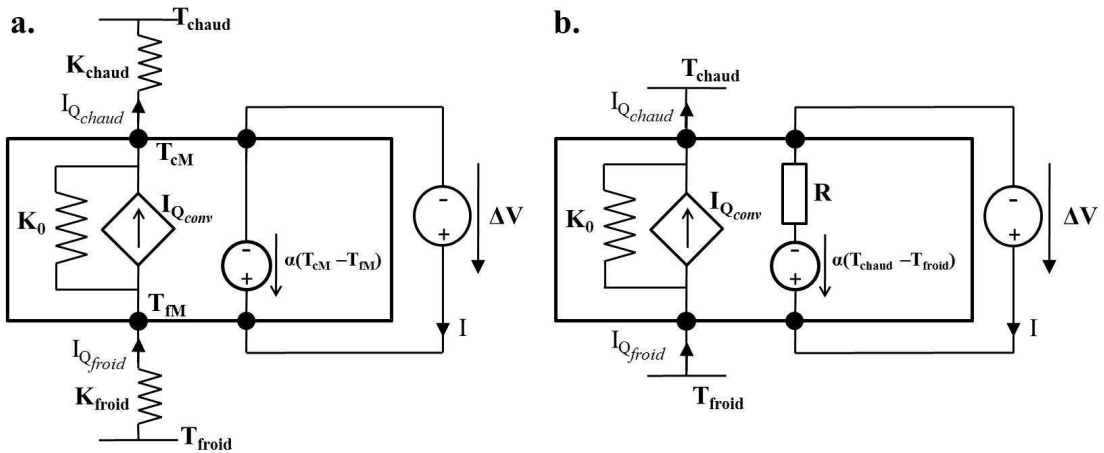 a.
T_chaud
K_chaud
I_Q_chaud
T_cM
K_0
I_Q_conv
-
+
α(T_cM –T_fM)
-
+
ΔV
T_fM
I
I_Q_froid
K_froid
T_froid
b.
T_chaud
I_Q_chaud
K_0
I_Q_conv
R
-
+
α(T_chaud –T_froid)
-
+
ΔV
I
I_Q_froid
T_froid